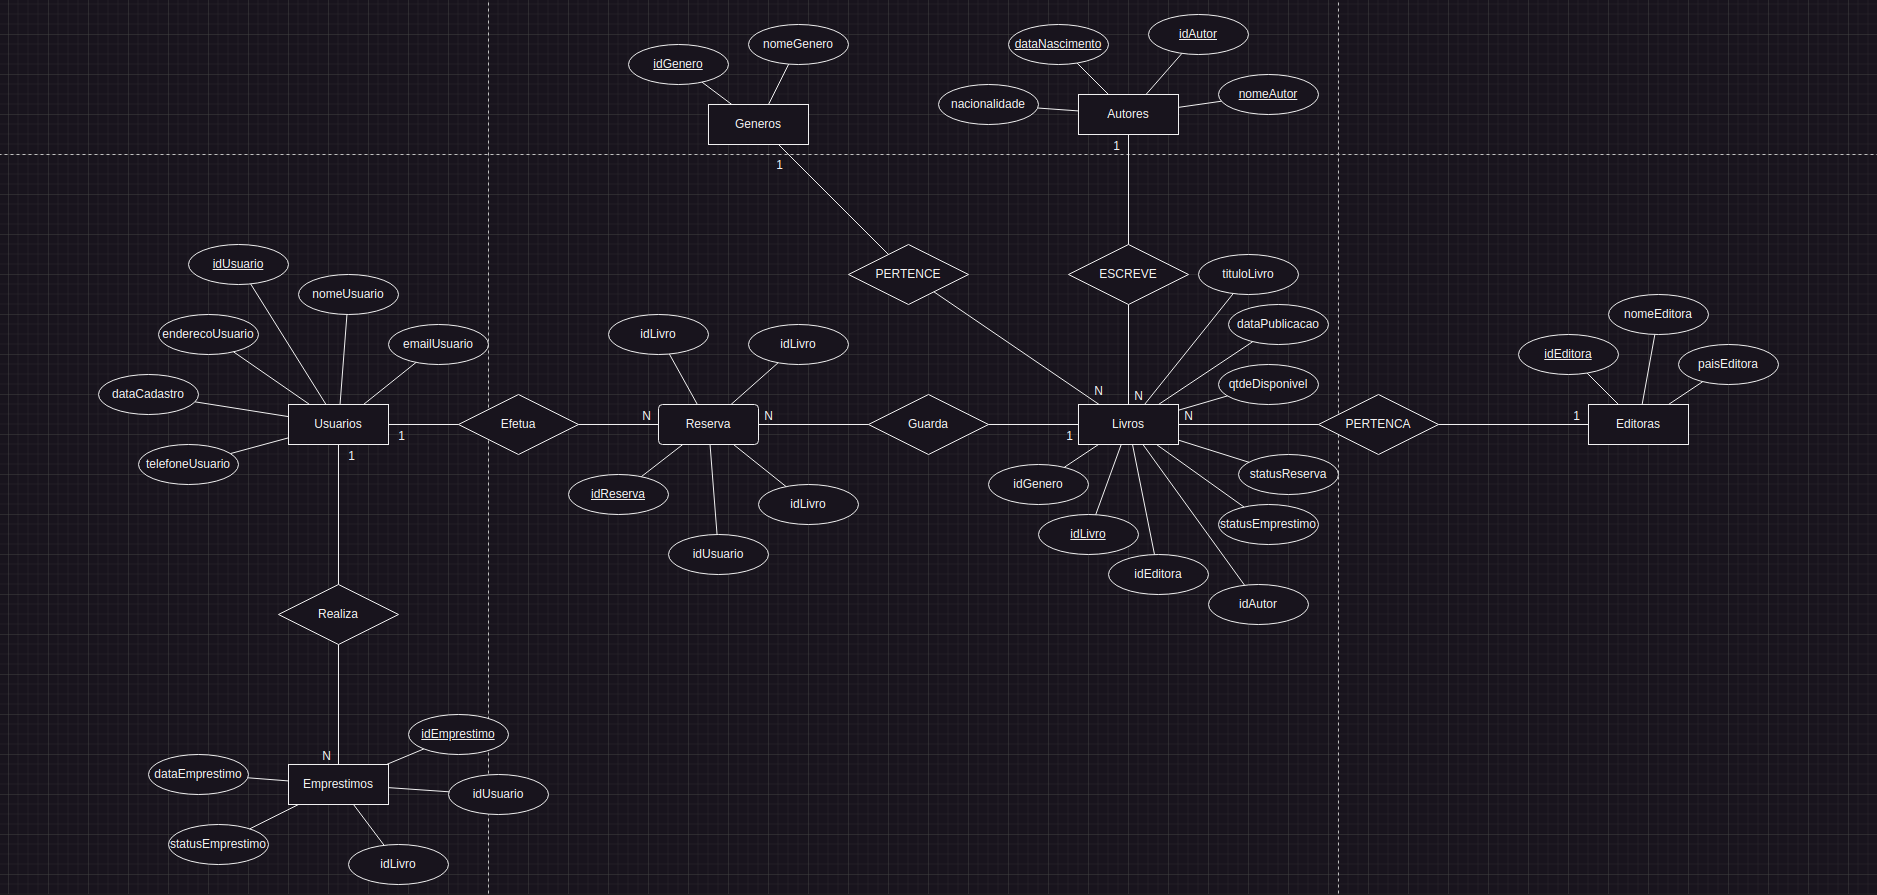 idAutor
nomeGenero
dataNascimento
idGenero
nomeAutor
nacionalidade
Autores
Generos
1
1
idUsuario
PERTENCE
ESCREVE
tituloLivro
nomeUsuario
nomeEditora
dataPublicacao
enderecoUsuario
idLivro
emailUsuario
idLivro
idEditora
paisEditora
qtdeDisponivel
dataCadastro
N
N
N
N
N
1
Usuarios
Efetua
Reserva
Guarda
Livros
PERTENCA
Editoras
1
1
1
telefoneUsuario
statusReserva
idGenero
idReserva
idLivro
statusEmprestimo
idLivro
idUsuario
idEditora
idAutor
Realiza
idEmprestimo
N
dataEmprestimo
Emprestimos
idUsuario
statusEmprestimo
idLivro